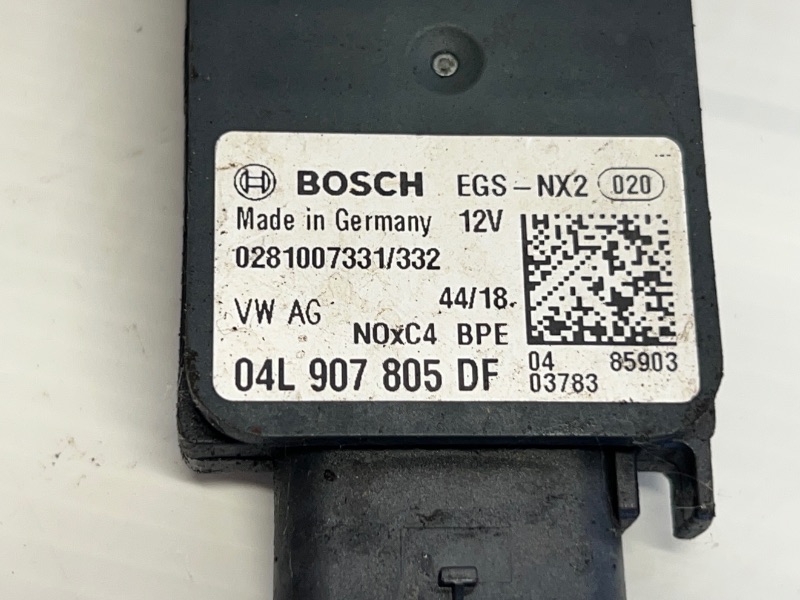 BOSCH EGS-NX2 020
Made in Germany 12V
0281007331/332
44/18.
VW AG
NOxC4 BPE
04L 907 805 DF
04 85903
03783